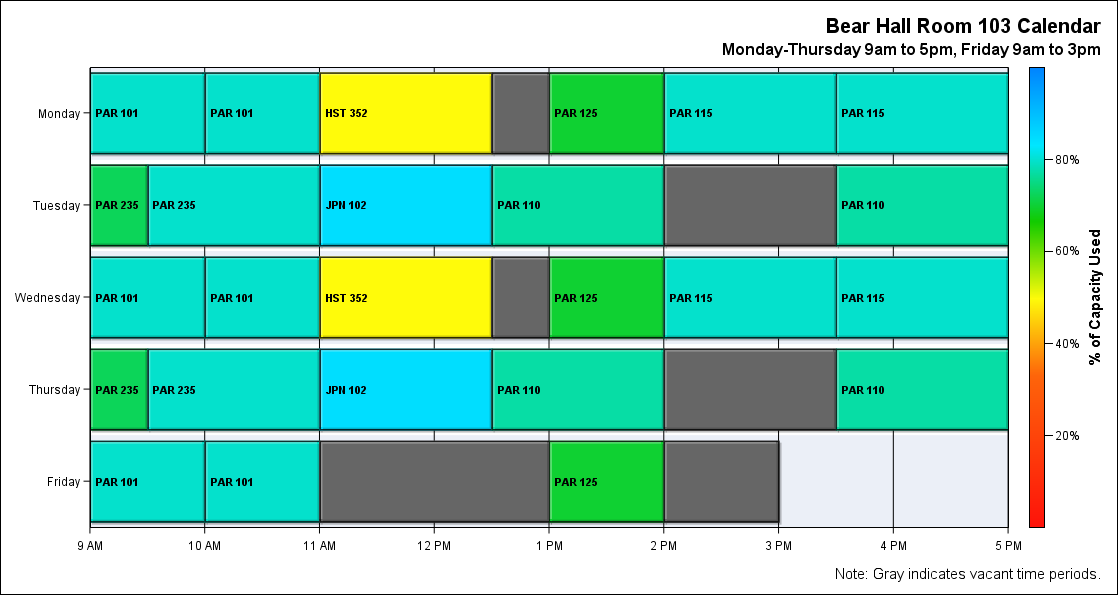 Bear Hall Room 103 Calendar
Monday-Thursday 9am to 5pm, Friday 9am to 3pm
Monday PAR 101 PAR 101 HST 352 PAR 125 PAR 115 PAR 115
80%
Tuesday PAR 235 PAR 235 JPN 102 PAR 110 PAR 110
60%
Wednesday PAR 101 PAR 101 HST 352 PAR 125 PAR 115 PAR 115
% of Capacity Used
40%
Thursday PAR 235 PAR 235 JPN 102 PAR 110 PAR 110
20%
Friday PAR 101 PAR 101 PAR 125
9 AM 10 AM 11 AM 12 PM 1 PM 2 PM 3 PM 4 PM 5 PM
Note: Gray indicates vacant time periods.